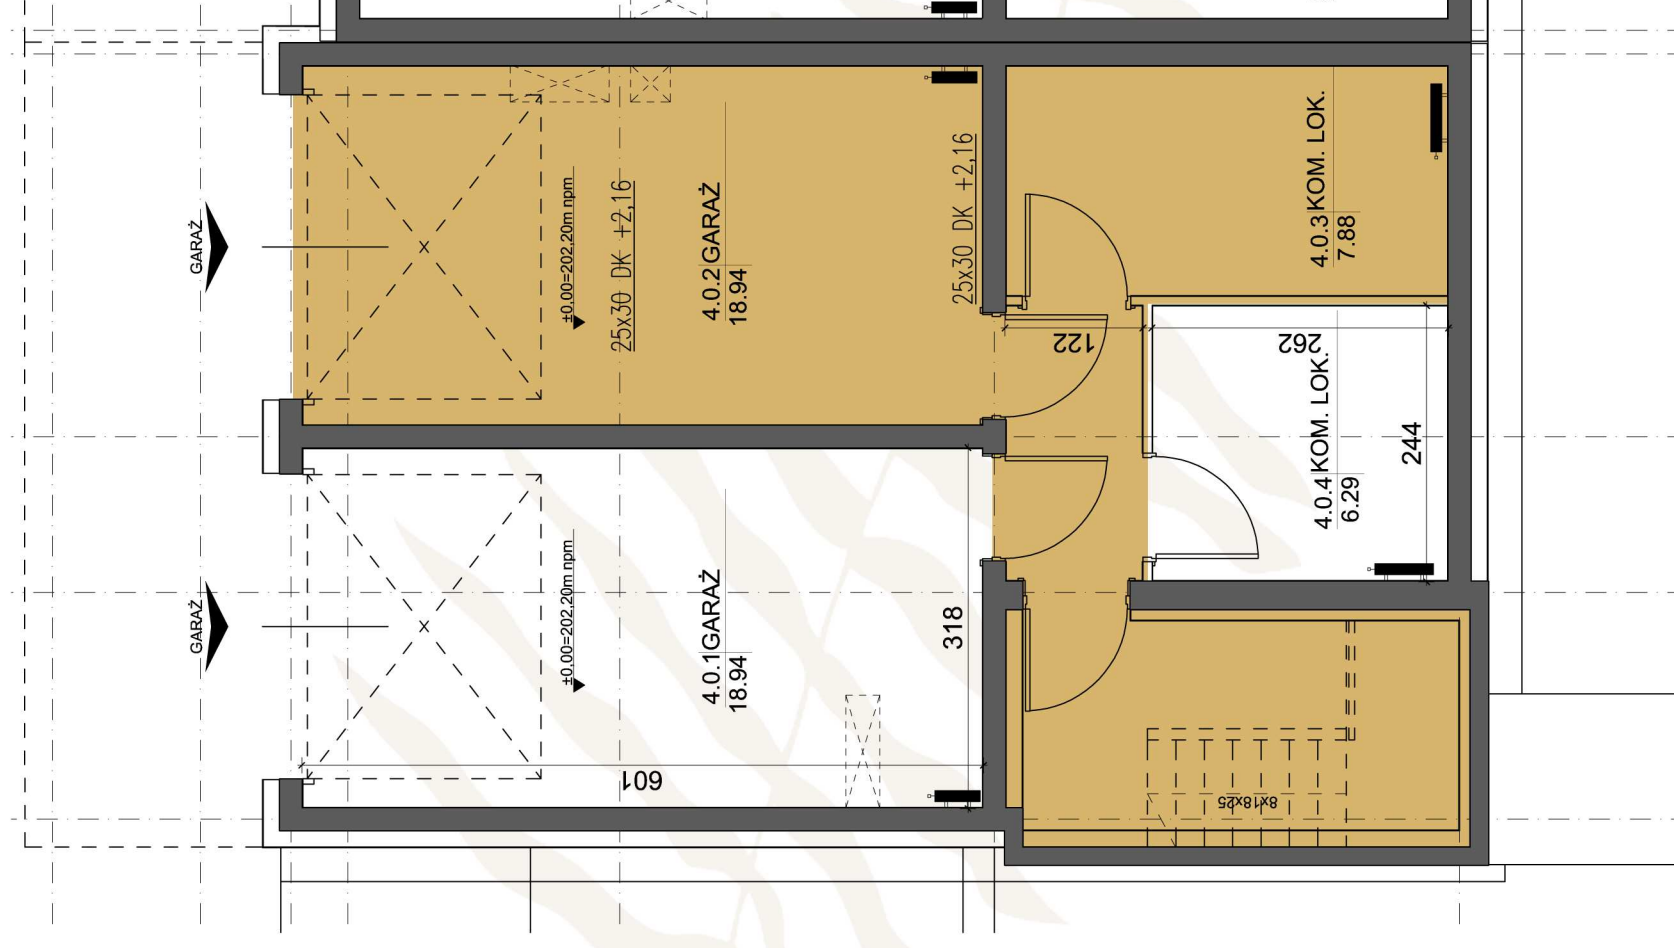 GARAŻ
±0,00=202,20m npm
25x30 DK +2,16
4.0.2 GARAŻ
18.94
25x30 DK +2,16
4.0.3 KOM. LOK.
7.88
122
262
4.0.4 KOM. LOK.
6.29
244
GARAŻ
±0,00=202,20m npm
4.0.1 GARAŻ
18.94
318
601
8x18x25